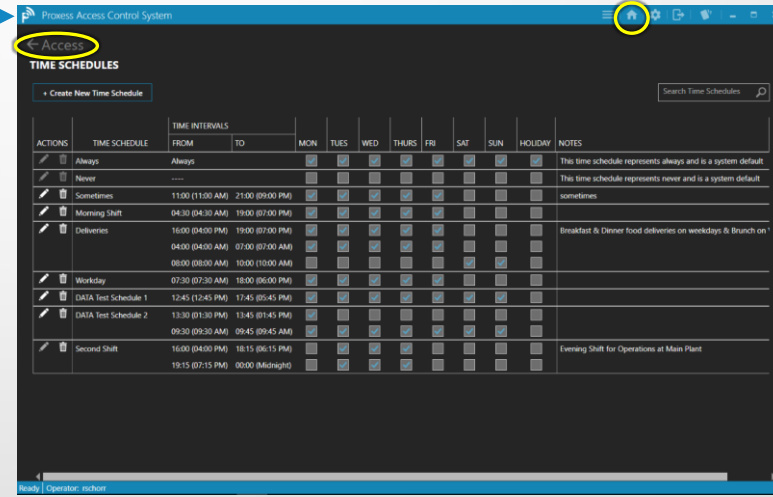 Proxess Access Control System
Access
TIME SCHEDULES
+ Create New Time Schedule
Search Time Schedules
TIME INTERVALS
ACTIONS TIME SCHEDULE FROM TO MON TUES WED THURS FRI SAT SUN HOLIDAY NOTES
Always Always This time schedule represents always and is a system default
Never ---- This time schedule represents never and is a system default
Sometimes 11:00 (11:00 AM) 21:00 (09:00 PM) sometimes
Morning Shift 04:30 (04:30 AM) 19:00 (07:00 PM)
Deliveries 16:00 (04:00 PM) 19:00 (07:00 PM) Breakfast & Dinner food deliveries on weekdays & Brunch on
04:00 (04:00 AM) 07:00 (07:00 AM)
08:00 (08:00 AM) 10:00 (10:00 AM)
Workday 07:30 (07:30 AM) 18:00 (06:00 PM)
DATA Test Schedule 1 12:45 (12:45 PM) 17:45 (05:45 PM)
DATA Test Schedule 2 13:30 (01:30 PM) 13:45 (01:45 PM)
09:30 (09:30 AM) 09:45 (09:45 AM)
Second Shift 16:00 (04:00 PM) 18:15 (06:15 PM) Evening Shift for Operations at Main Plant
19:15 (07:15 PM) 00:00 (Midnight)
Ready Operator: rschorr